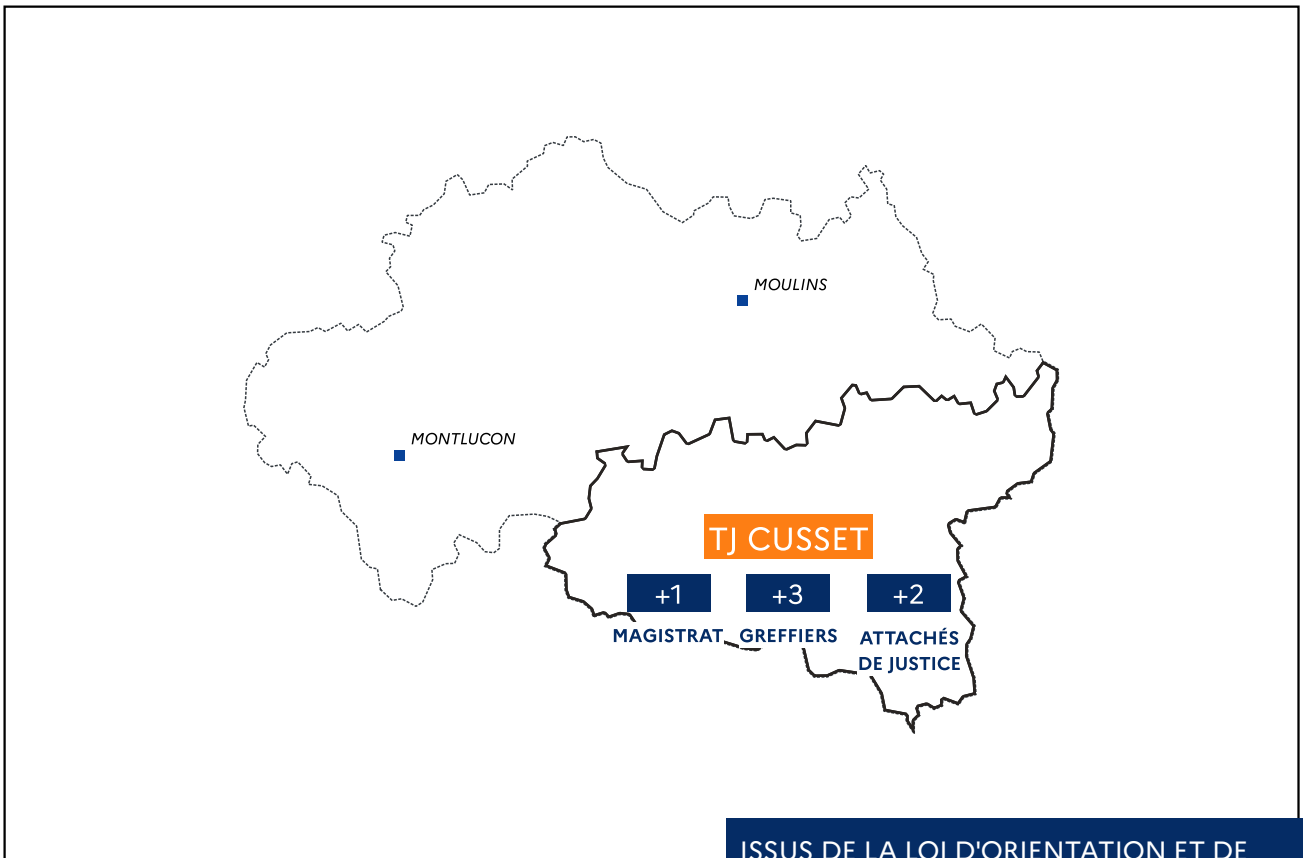 MOULINS
MONTLUCON
TJ CUSSET
+1 +3 +2
MAGISTRAT GREFFIERS ATTACHÉS
DE JUSTICE
ISSUS DE LA LOI D'ORIENTATION ET DE